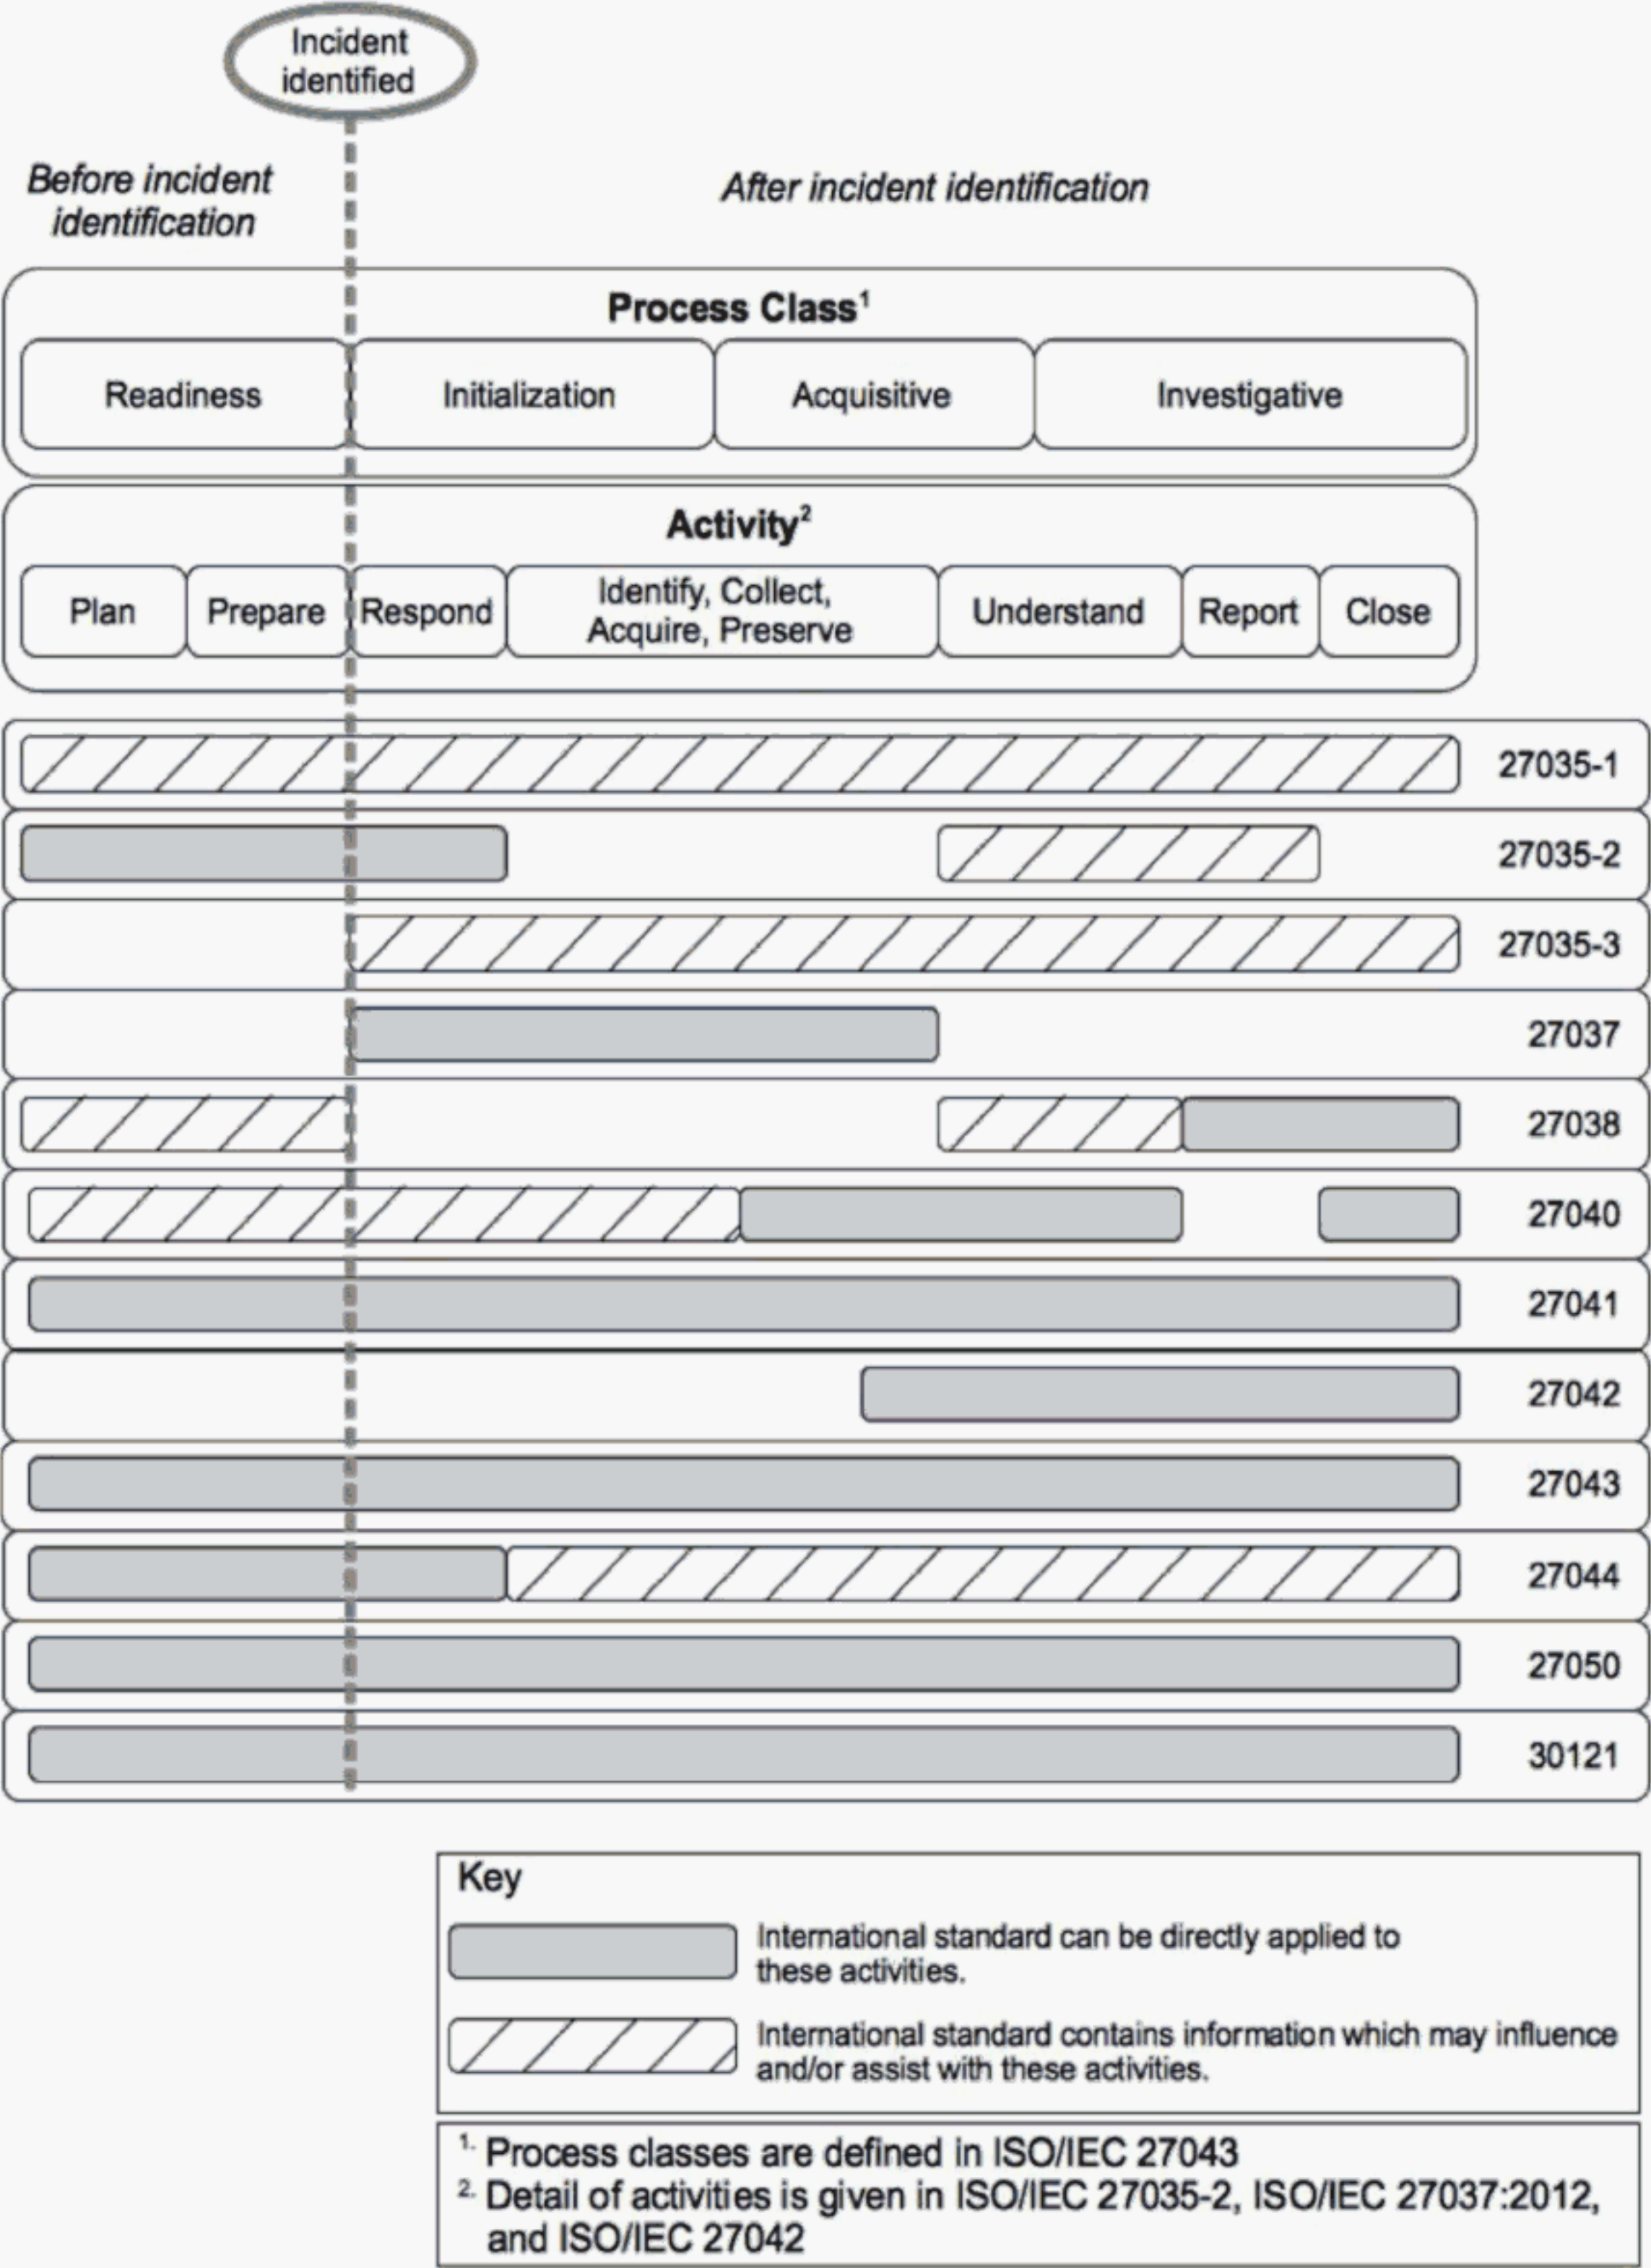 Incident
identified
Before incident
identification
After incident identification
Process Class¹
Readiness
Initialization
Acquisitive
Investigative
Activity²
Plan
Prepare
Respond
Identify, Collect,
Acquire, Preserve
Understand
Report
Close
27035-1
27035-2
27035-3
27037
27038
27040
27041
27042
27043
27044
27050
30121
Key
International standard can be directly applied to
these activities.
International standard contains information which may influence
and/or assist with these activities.
1. Process classes are defined in ISO/IEC 27043
2. Detail of activities is given in ISO/IEC 27035-2, ISO/IEC 27037:2012,
and ISO/IEC 27042